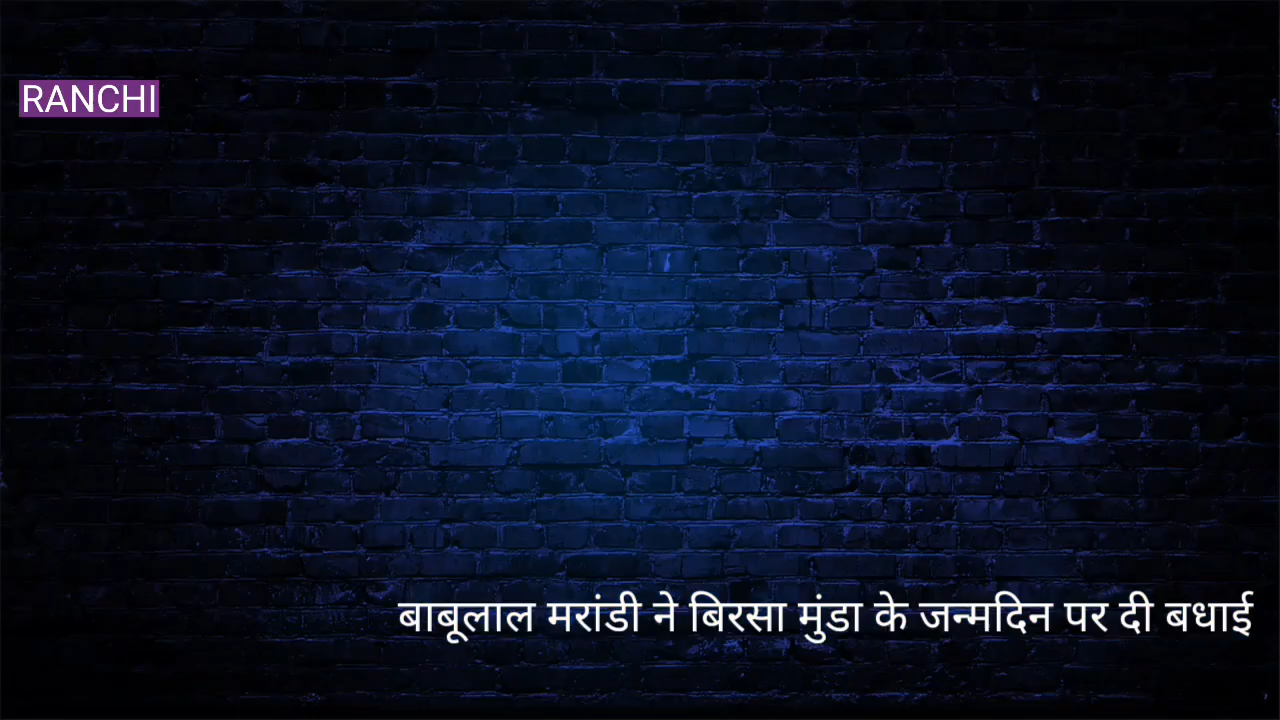 RANCHI
बाबूलाल मरांडी ने बिरसा मुंडा के जन्मदिन पर दी बधाई